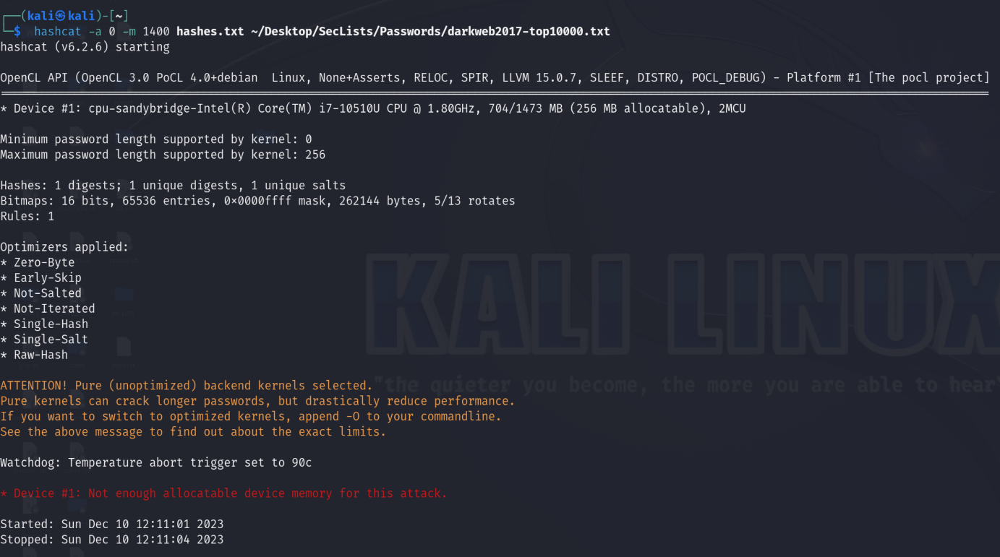 ┌──(kali㉿kali)-[~]
└─$ hashcat -a 0 -m 1400 hashes.txt ~/Desktop/SecLists/Passwords/darkweb2017-top10000.txt
hashcat (v6.2.6) starting
OpenCL API (OpenCL 3.0 PoCL 4.0+debian  Linux, None+Asserts, RELOC, SPIR, LLVM 15.0.7, SLEEF, DISTRO, POCL_DEBUG) - Platform #1 [The pocl project]
==================================================================================================================================================
* Device #1: cpu-sandybridge-Intel(R) Core(TM) i7-10510U CPU @ 1.80GHz, 704/1473 MB (256 MB allocatable), 2MCU
Minimum password length supported by kernel: 0
Maximum password length supported by kernel: 256
Hashes: 1 digests; 1 unique digests, 1 unique salts
Bitmaps: 16 bits, 65536 entries, 0x0000ffff mask, 262144 bytes, 5/13 rotates
Rules: 1
Optimizers applied:
* Zero-Byte
* Early-Skip
* Not-Salted
* Not-Iterated
* Single-Hash
* Single-Salt
* Raw-Hash
KALI LINUX
ATTENTION! Pure (unoptimized) backend kernels selected.
"the quieter you become, the more you are able to hear"
Pure kernels can crack longer passwords, but drastically reduce performance.
If you want to switch to optimized kernels, append -O to your commandline.
See the above message to find out about the exact limits.
Watchdog: Temperature abort trigger set to 90c
* Device #1: Not enough allocatable device memory for this attack.
Started: Sun Dec 10 12:11:01 2023
Stopped: Sun Dec 10 12:11:04 2023